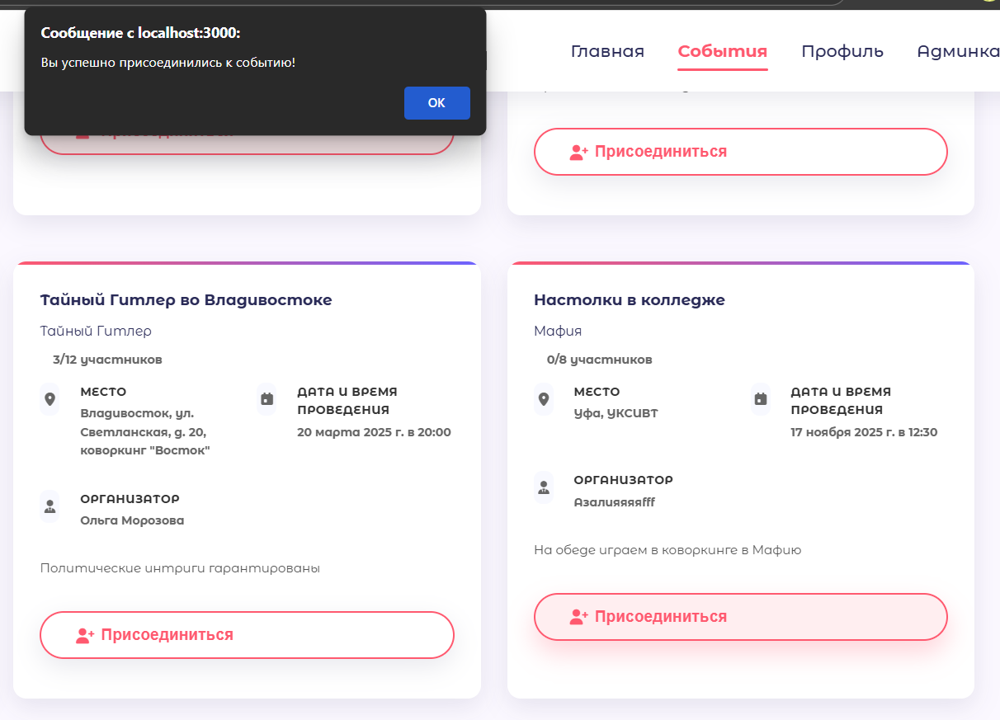 Сообщение с localhost:3000:
Вы успешно присоединились к событию!
ОК
Главная
События
Профиль
Админка
Присоединиться
Тайный Гитлер во Владивостоке
Тайный Гитлер
3/12 участников
МЕСТО
Владивосток, ул.
Светланская, д. 20,
коворкинг "Восток"
ДАТА И ВРЕМЯ
ПРОВЕДЕНИЯ
20 марта 2025 г. в 20:00
ОРГАНИЗАТОР
Ольга Морозова
Политические интриги гарантированы
Присоединиться
Настолки в колледже
Мафия
0/8 участников
МЕСТО
Уфа, УКСИВТ
ДАТА И ВРЕМЯ
ПРОВЕДЕНИЯ
17 ноября 2025 г. в 12:30
ОРГАНИЗАТОР
Азалияяяяfff
На обеде играем в коворкинге в Мафию
Присоединиться